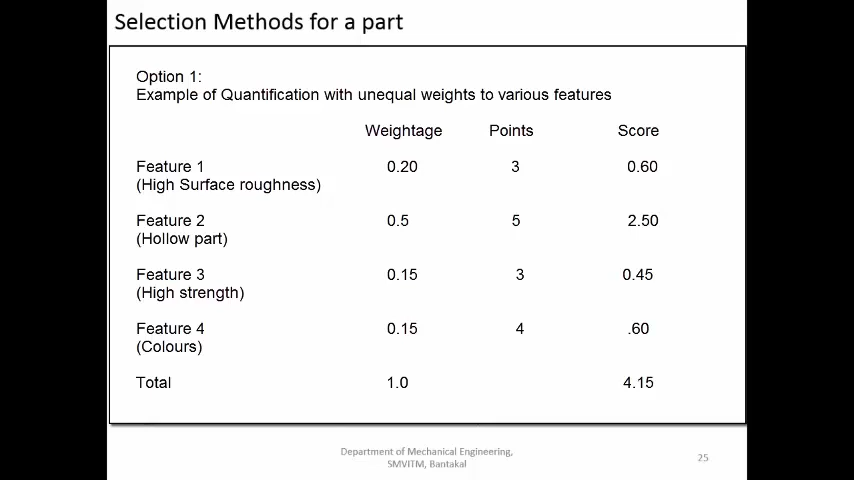 Selection Methods for a part
Option 1:
Example of Quantification with unequal weights to various features
Weightage Points Score
Feature 1 0.20 3 0.60
(High Surface roughness)
Feature 2 0.5 5 2.50
(Hollow part)
Feature 3 0.15 3 0.45
(High strength)
Feature 4 0.15 4 .60
(Colours)
Total 1.0 4.15
Department of Mechanical Engineering,
SMVITM, Bantakal
25